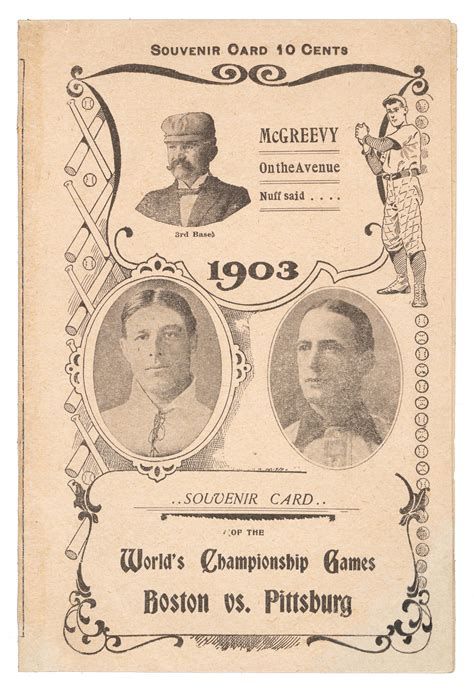 Souvenir Card 10 Cents
McGREEVY
OntheAvenue
Nuff said ....
3rd Base)
1903
..SOUVENIR CARD..
OF THE
World's Championship Games
Boston vs. Pittsburg